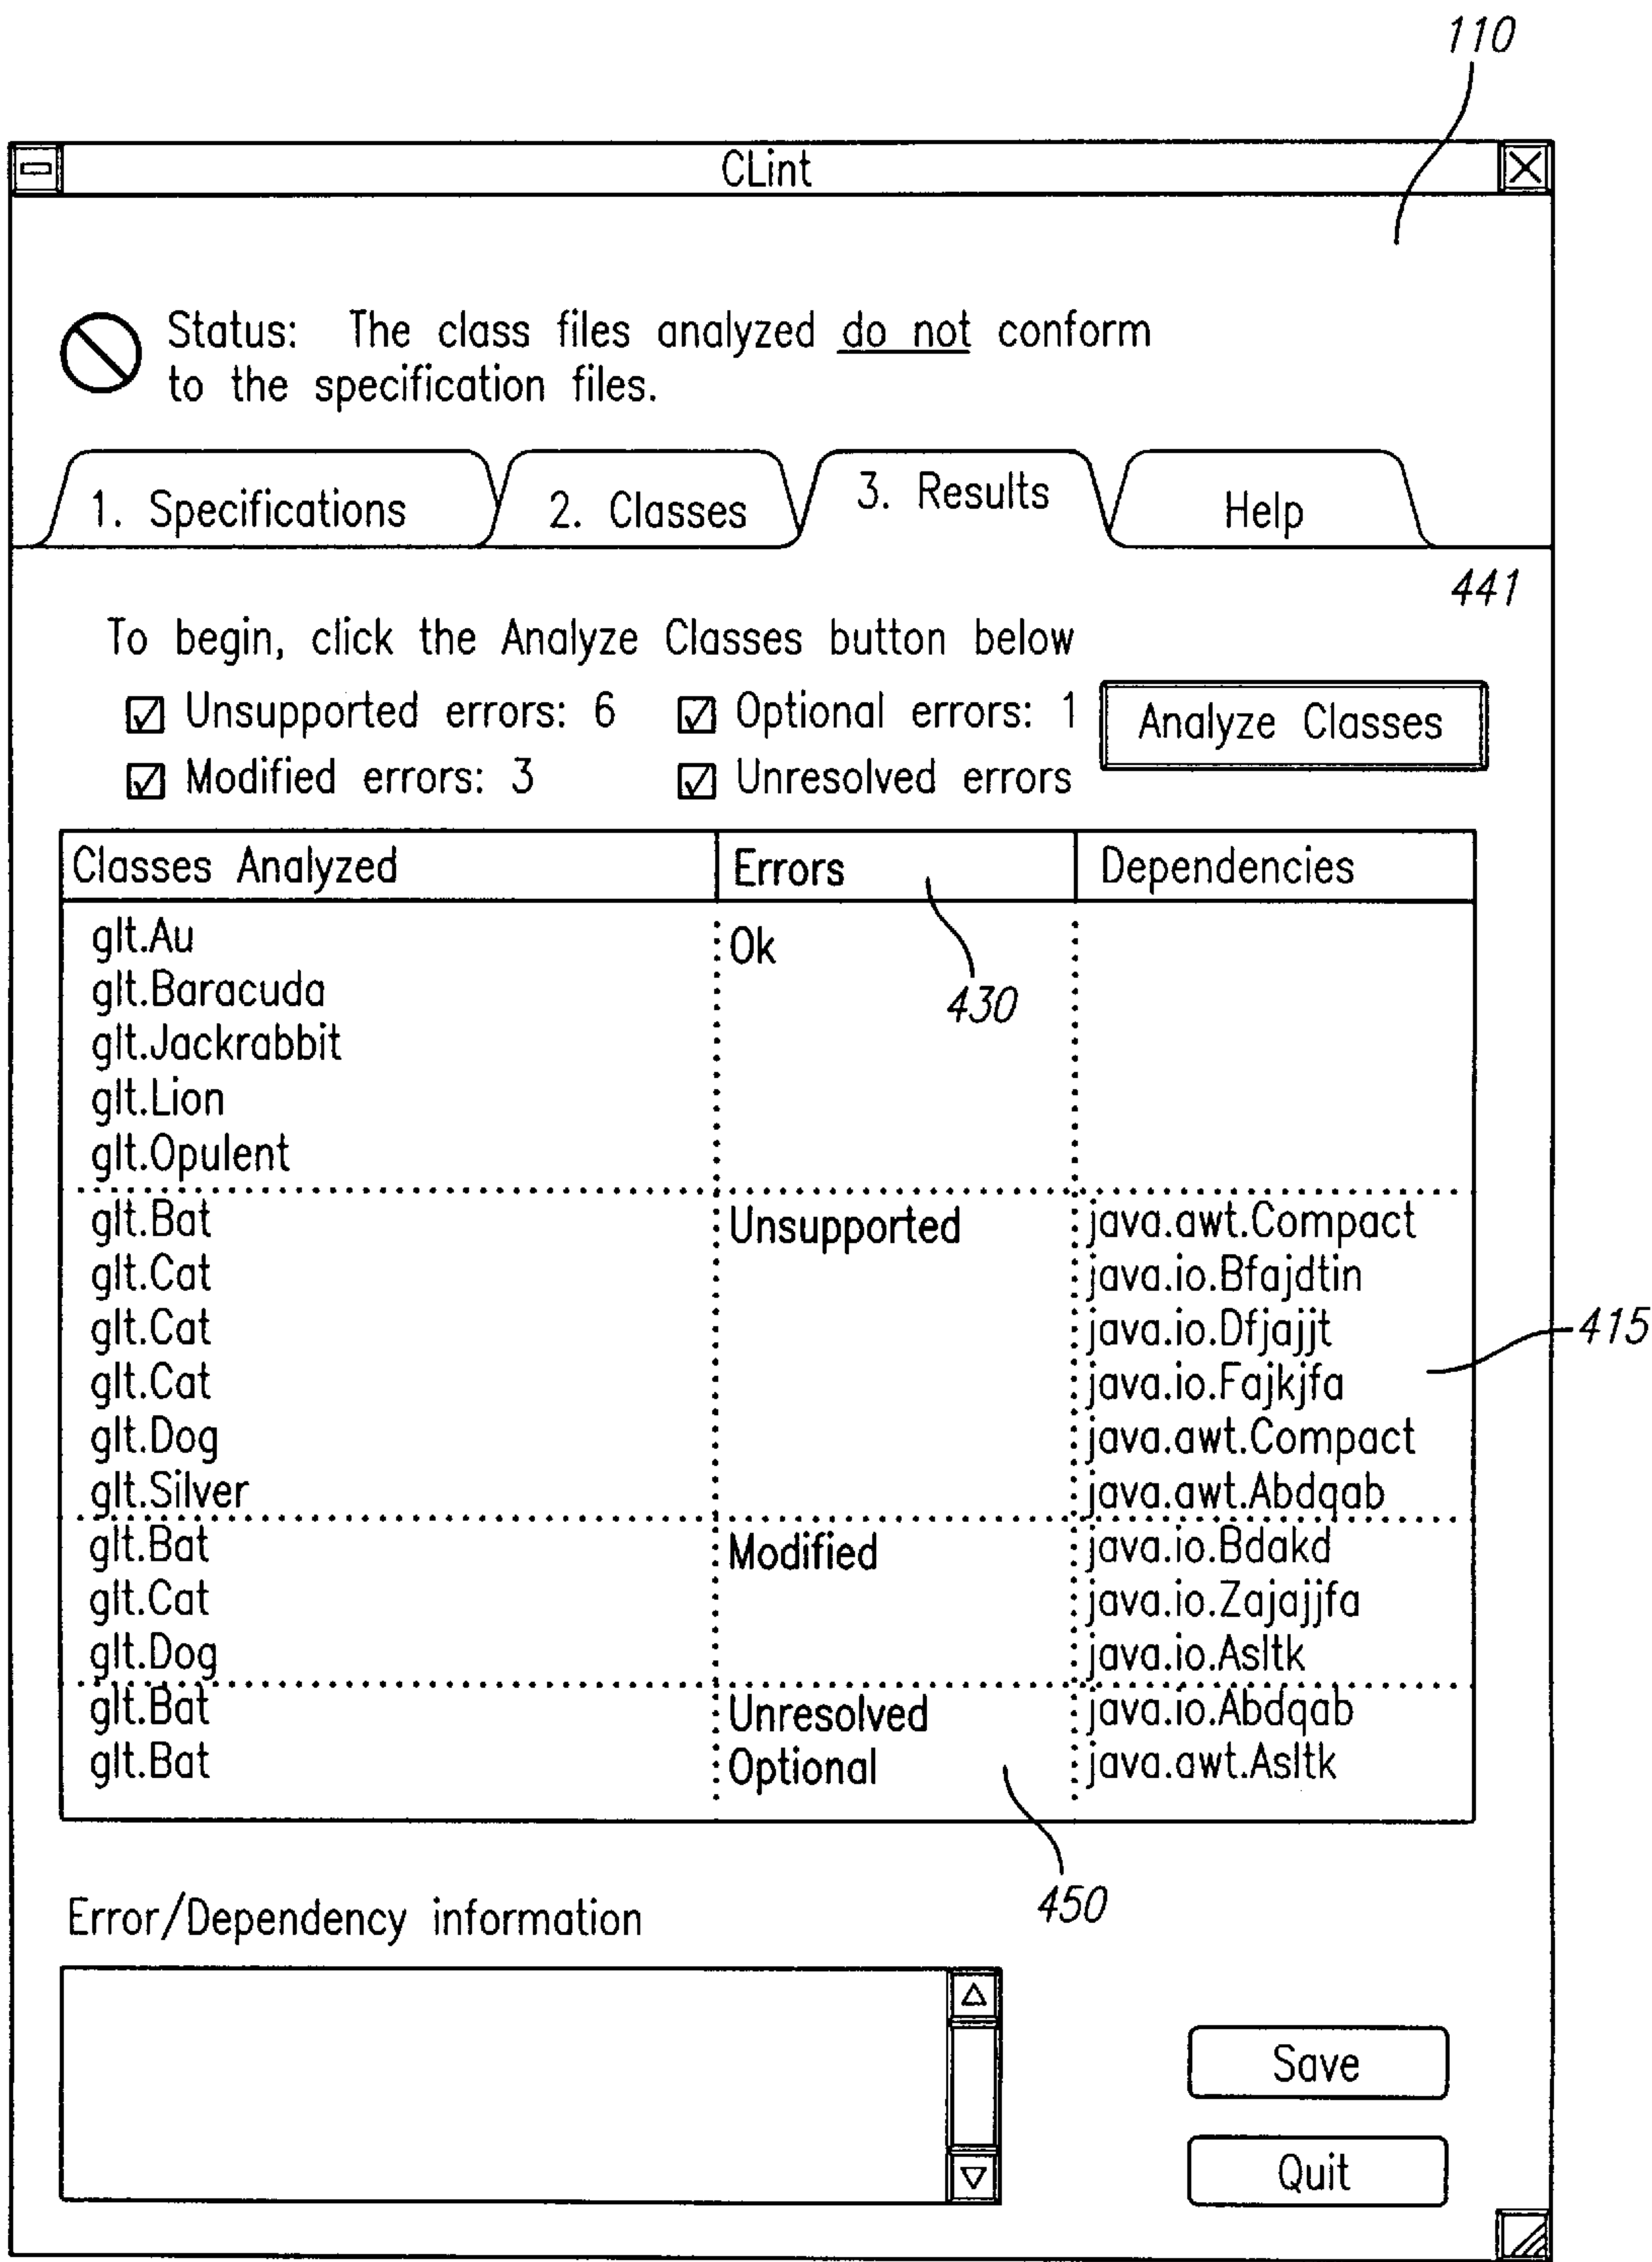 110
CLint
Status: The class files analyzed do not conform
to the specification files.
1. Specifications 2. Classes 3. Results Help
441
To begin, click the Analyze Classes button below
Unsupported errors: 6 Optional errors: 1 Analyze Classes
Modified errors: 3 Unresolved errors
Classes Analyzed Errors Dependencies
glt.Au Ok
glt.Baracuda 430
glt.Jackrabbit
glt.Lion
glt.Opulent
glt.Bat Unsupported java.awt.Compact
glt.Cat java.io.Bfajdtin
glt.Cat java.io.Dfjajjt 415
glt.Cat java.io.Fajkjfa
glt.Dog java.awt.Compact
glt.Silver java.awt.Abdqab
glt.Bat Modified java.io.Bdakd
glt.Cat java.io.Zajajjfa
glt.Dog java.io.Asltk
glt.Bat Unresolved java.io.Abdqab
glt.Bat Optional java.awt.Asltk
450
Error/Dependency information
Save
Quit